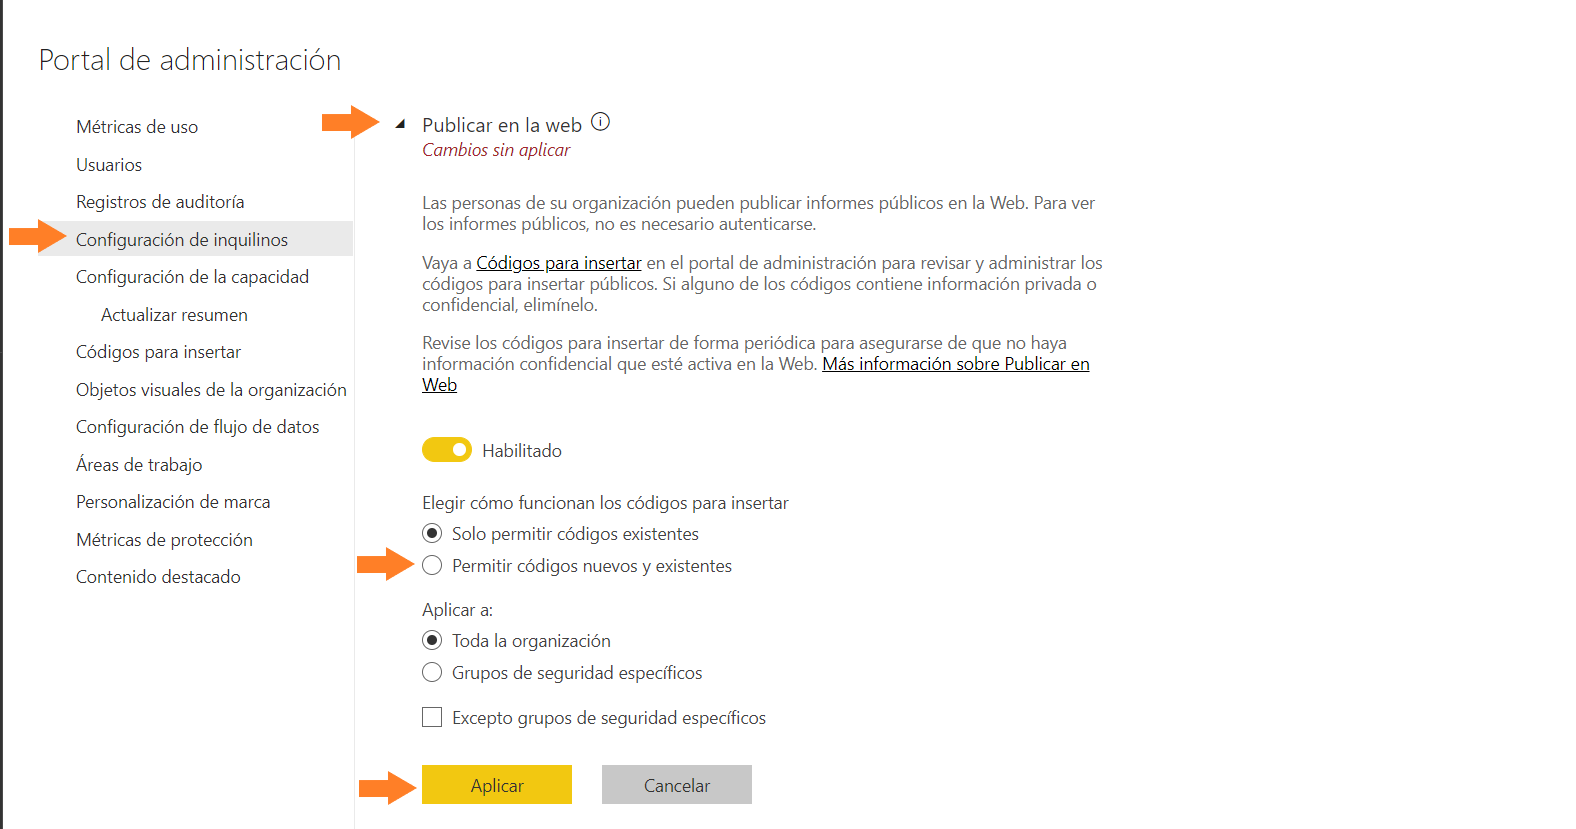 Portal de administración
Métricas de uso
Usuarios
Registros de auditoría
Configuración de inquilinos
Configuración de la capacidad
Actualizar resumen
Códigos para insertar
Objetos visuales de la organización
Configuración de flujo de datos
Áreas de trabajo
Personalización de marca
Métricas de protección
Contenido destacado
Publicar en la web
Cambios sin aplicar
Las personas de su organización pueden publicar informes públicos en la Web. Para ver
los informes públicos, no es necesario autenticarse.
Vaya a Códigos para insertar en el portal de administración para revisar y administrar los
códigos para insertar públicos. Si alguno de los códigos contiene información privada o
confidencial, elimínelo.
Revise los códigos para insertar de forma periódica para asegurarse de que no haya
información confidencial que esté activa en la Web. Más información sobre Publicar en
Web
Habilitado
Elegir cómo funcionan los códigos para insertar
Solo permitir códigos existentes
Permitir códigos nuevos y existentes
Aplicar a:
Toda la organización
Grupos de seguridad específicos
Excepto grupos de seguridad específicos
Aplicar
Cancelar